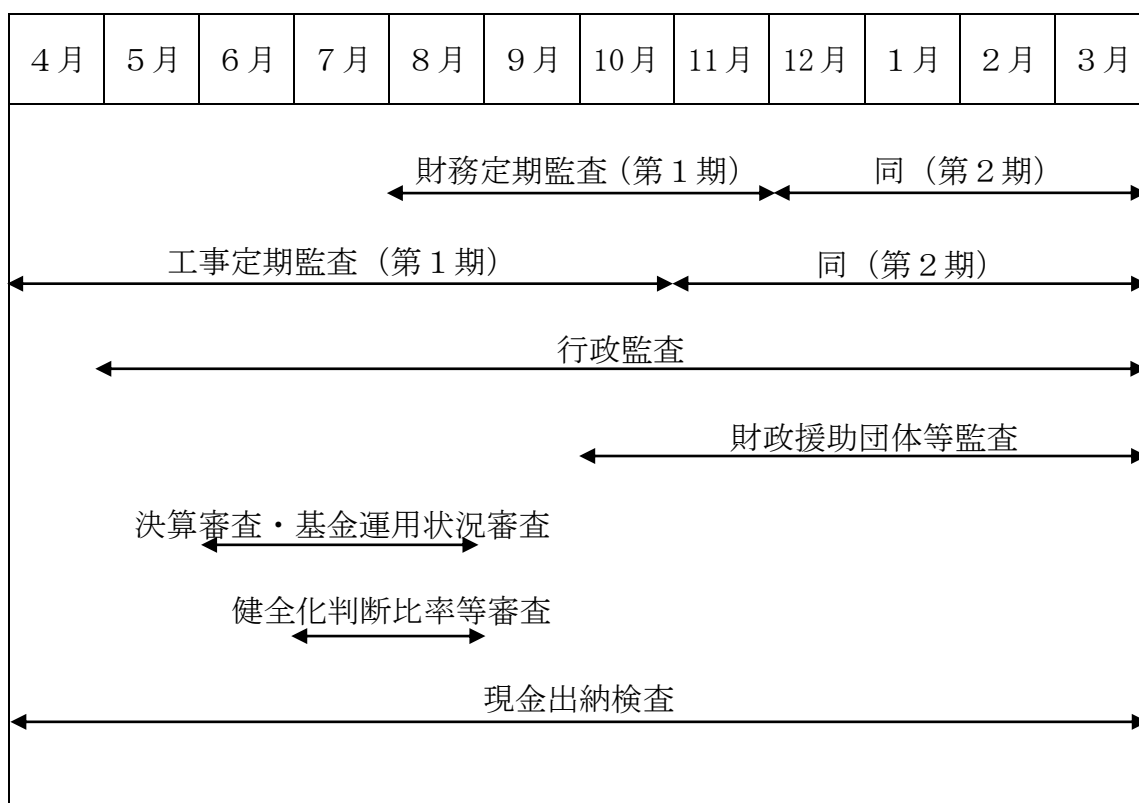 ４月 ５月 ６月 ７月 ８月 ９月 10月 11月 12月 １月 ２月 ３月
財務定期監査（第１期） 同（第２期）
工事定期監査（第１期） 同（第２期）
行政監査
財政援助団体等監査
決算審査・基金運用状況審査
健全化判断比率等審査
現金出納検査